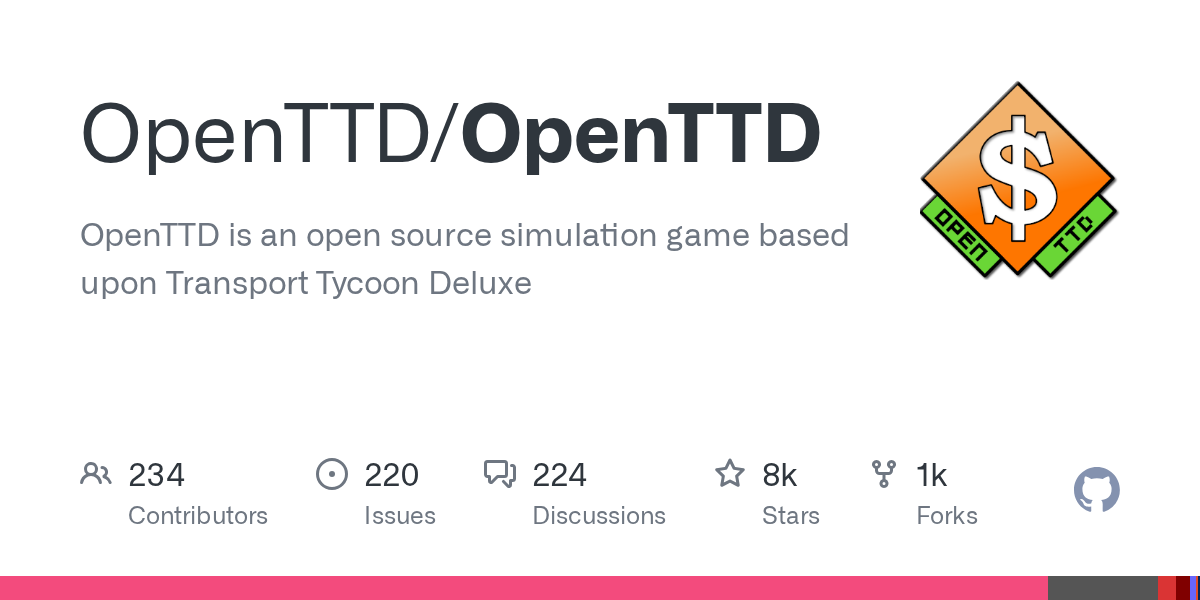 OpenTTD/OpenTTD
OpenTTD is an open source simulation game based
upon Transport Tycoon Deluxe
OPEN TTD
234 220 224 8k 1k
Contributors Issues Discussions Stars Forks